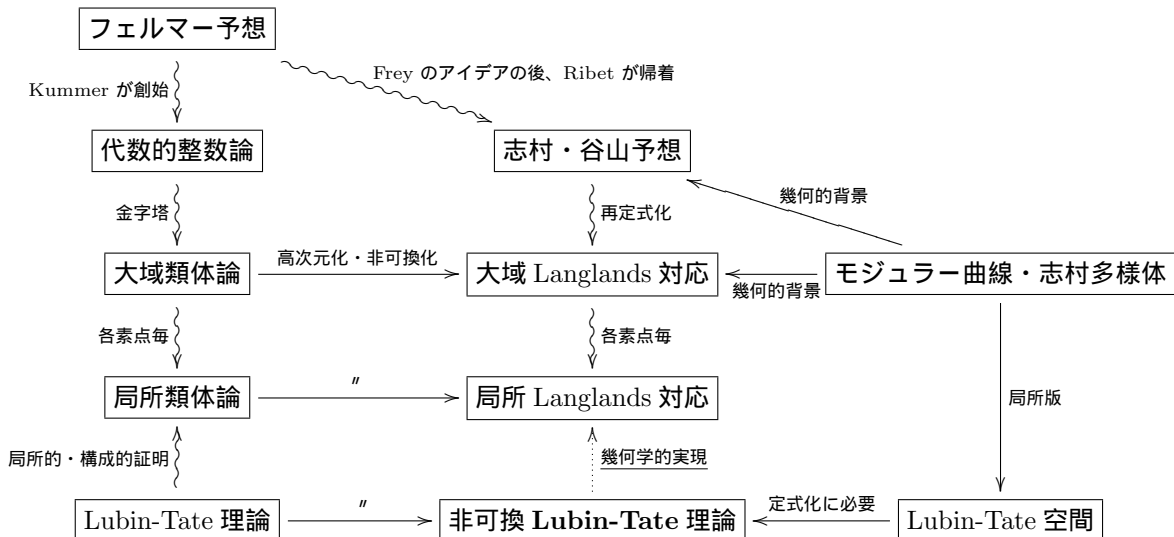 フェルマー予想
Frey のアイデアの後、Ribet が帰着
Kummer が創始
代数的整数論
志村・谷山予想
幾何的背景
金字塔
再定式化
高次元化・非可換化
大域類体論
大域 Langlands 対応
モジュラー曲線・志村多様体
幾何的背景
各素点毎
各素点毎
〃
局所類体論
局所 Langlands 対応
局所版
局所的・構成的証明
幾何学的実現
〃
定式化に必要
Lubin-Tate 理論
非可換 Lubin-Tate 理論
Lubin-Tate 空間